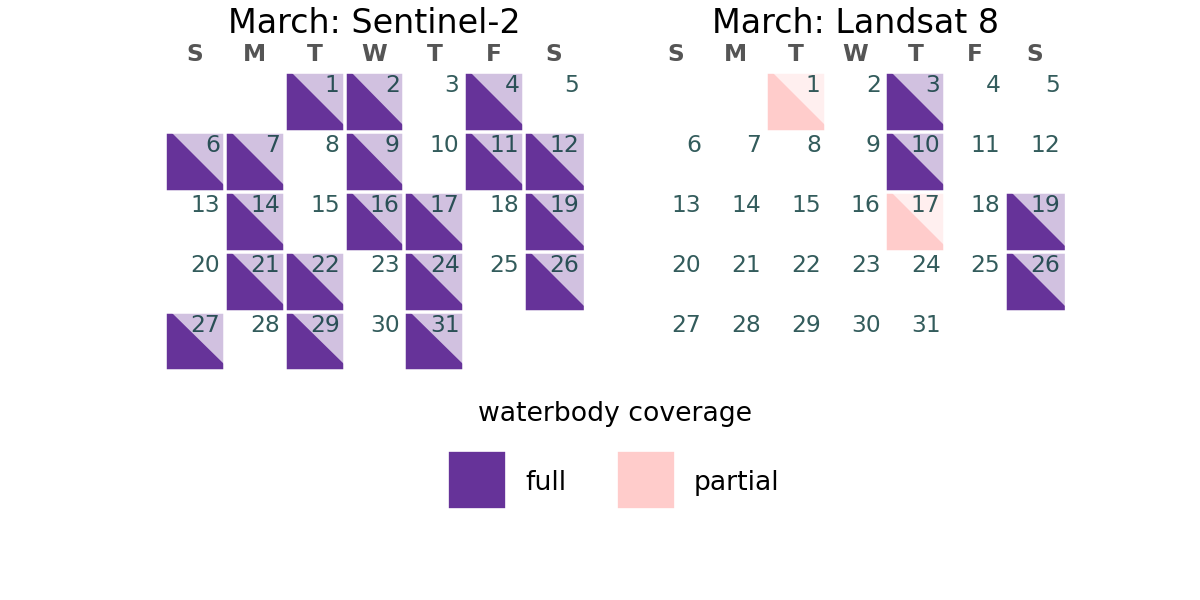 March: Sentinel-2
S M T W T F S
1 2 3 4 5
6 7 8 9 10 11 12
13 14 15 16 17 18 19
20 21 22 23 24 25 26
27 28 29 30 31
March: Landsat 8
S M T W T F S
1 2 3 4 5
6 7 8 9 10 11 12
13 14 15 16 17 18 19
20 21 22 23 24 25 26
27 28 29 30 31
waterbody coverage
full partial